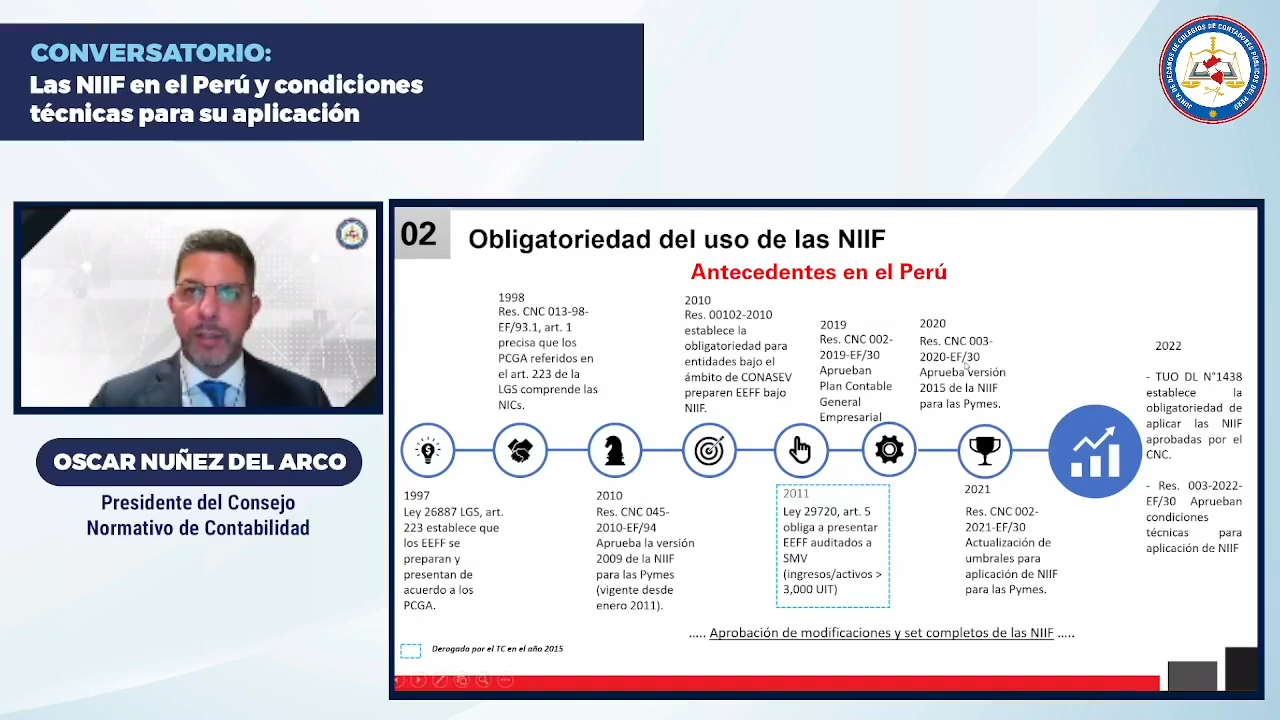 CONVERSATORIO:
Las NIIF en el Perú y condiciones
técnicas para su aplicación
JUNTA DE DECANOS DE COLEGIOS DE CONTADORES PÚBLICOS DEL PERÚ
OSCAR NUÑEZ DEL ARCO
Presidente del Consejo
Normativo de Contabilidad
02
Obligatoriedad del uso de las NIIF
Antecedentes en el Perú
1998
Res. CNC 013-98-
EF/93.1, art. 1
precisa que los
PCGA referidos en
el art. 223 de la
LGS comprende las
NICs.
2010
Res. 00102-2010
establece la
obligatoriedad para
entidades bajo el
ámbito de CONASEV
preparen EEFF bajo
NIIF.
2019
Res. CNC 002-
2019-EF/30
Aprueban
Plan Contable
General
Empresarial
2020
Res. CNC 003-
2020-EF/30
Aprueba versión
2015 de la NIIF
para las Pymes.
2022
- TUO DL N°1438
establece la
obligatoriedad de
aplicar las NIIF
aprobadas por el
CNC.
- Res. 003-2022-
EF/30 Aprueban
condiciones
técnicas para
aplicación de NIIF
1997
Ley 26887 LGS, art.
223 establece que
los EEFF se
preparan y
presentan de
acuerdo a los
PCGA.
2010
Res. CNC 045-
2010-EF/94
Aprueba la versión
2009 de la NIIF
para las Pymes
(vigente desde
enero 2011).
2011
Ley 29720, art. 5
obliga a presentar
EEFF auditados a
SMV
(ingresos/activos >
3,000 UIT)
2021
Res. CNC 002-
2021-EF/30
Actualización de
umbrales para
aplicación de NIIF
para las Pymes.
..... Aprobación de modificaciones y set completos de las NIIF .....
Derogado por el TC en el año 2015